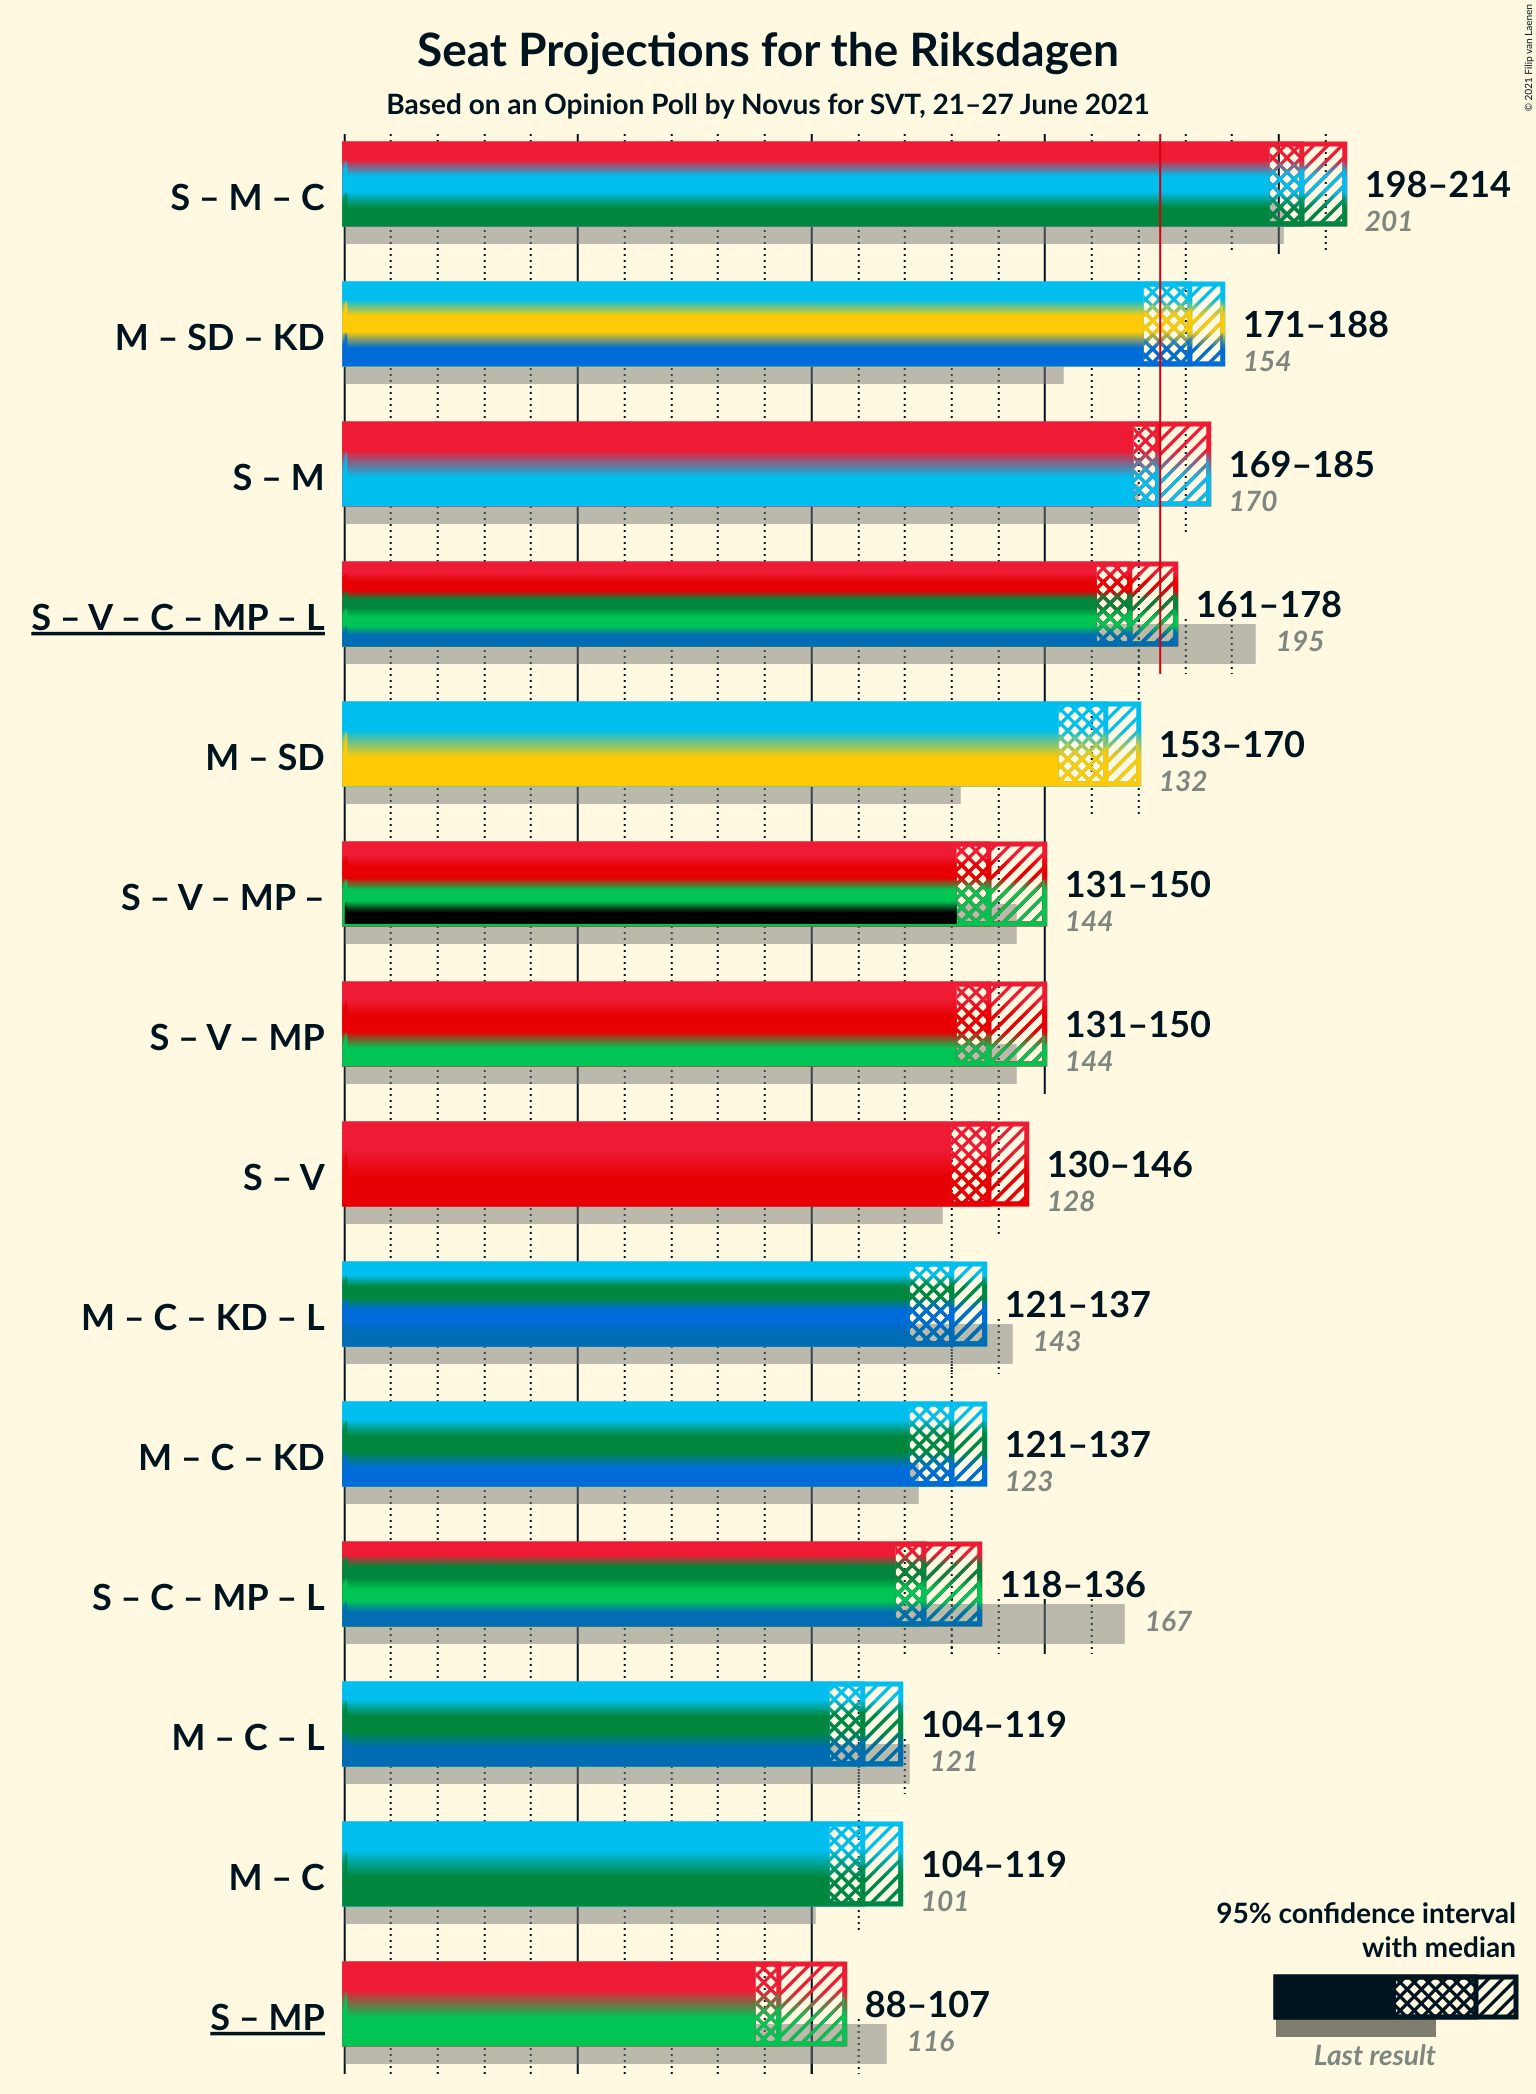 Seat Projections for the Riksdagen
Based on an Opinion Poll by Novus for SVT, 21–27 June 2021
© 2021 Filip van Laenen
S – M – C
198–214
201
M – SD – KD
171–188
154
S – M
169–185
170
S – V – C – MP – L
161–178
195
M – SD
153–170
132
S – V – MP –
131–150
144
S – V – MP
131–150
144
S – V
130–146
128
M – C – KD – L
121–137
143
M – C – KD
121–137
123
S – C – MP – L
118–136
167
M – C – L
104–119
121
M – C
104–119
101
S – MP
88–107
116
95% confidence interval
with median
Last result